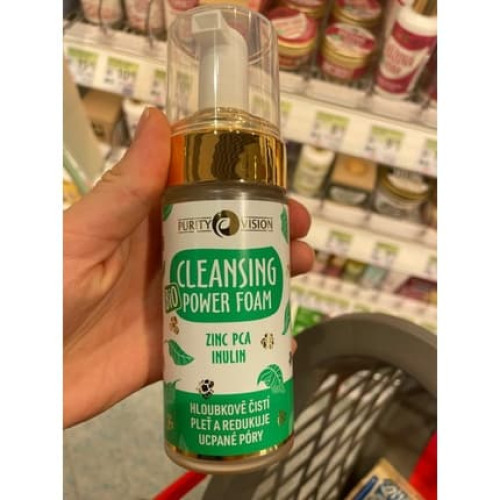 PURITY VISION
CLEANSING
BIO POWER FOAM
ZINC PCA
INULIN
HLOUBKOVĚ ČISTÍ
PLEŤ A REDUKUJE
UCPANÉ PÓRY